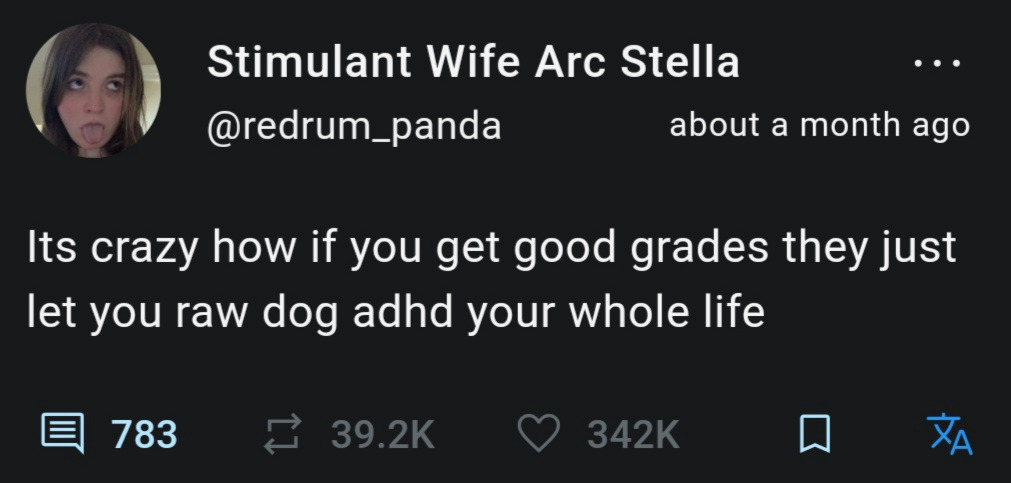 Stimulant Wife Arc Stella
@redrum_panda about a month ago
Its crazy how if you get good grades they just
let you raw dog adhd your whole life
783 39.2K 342K